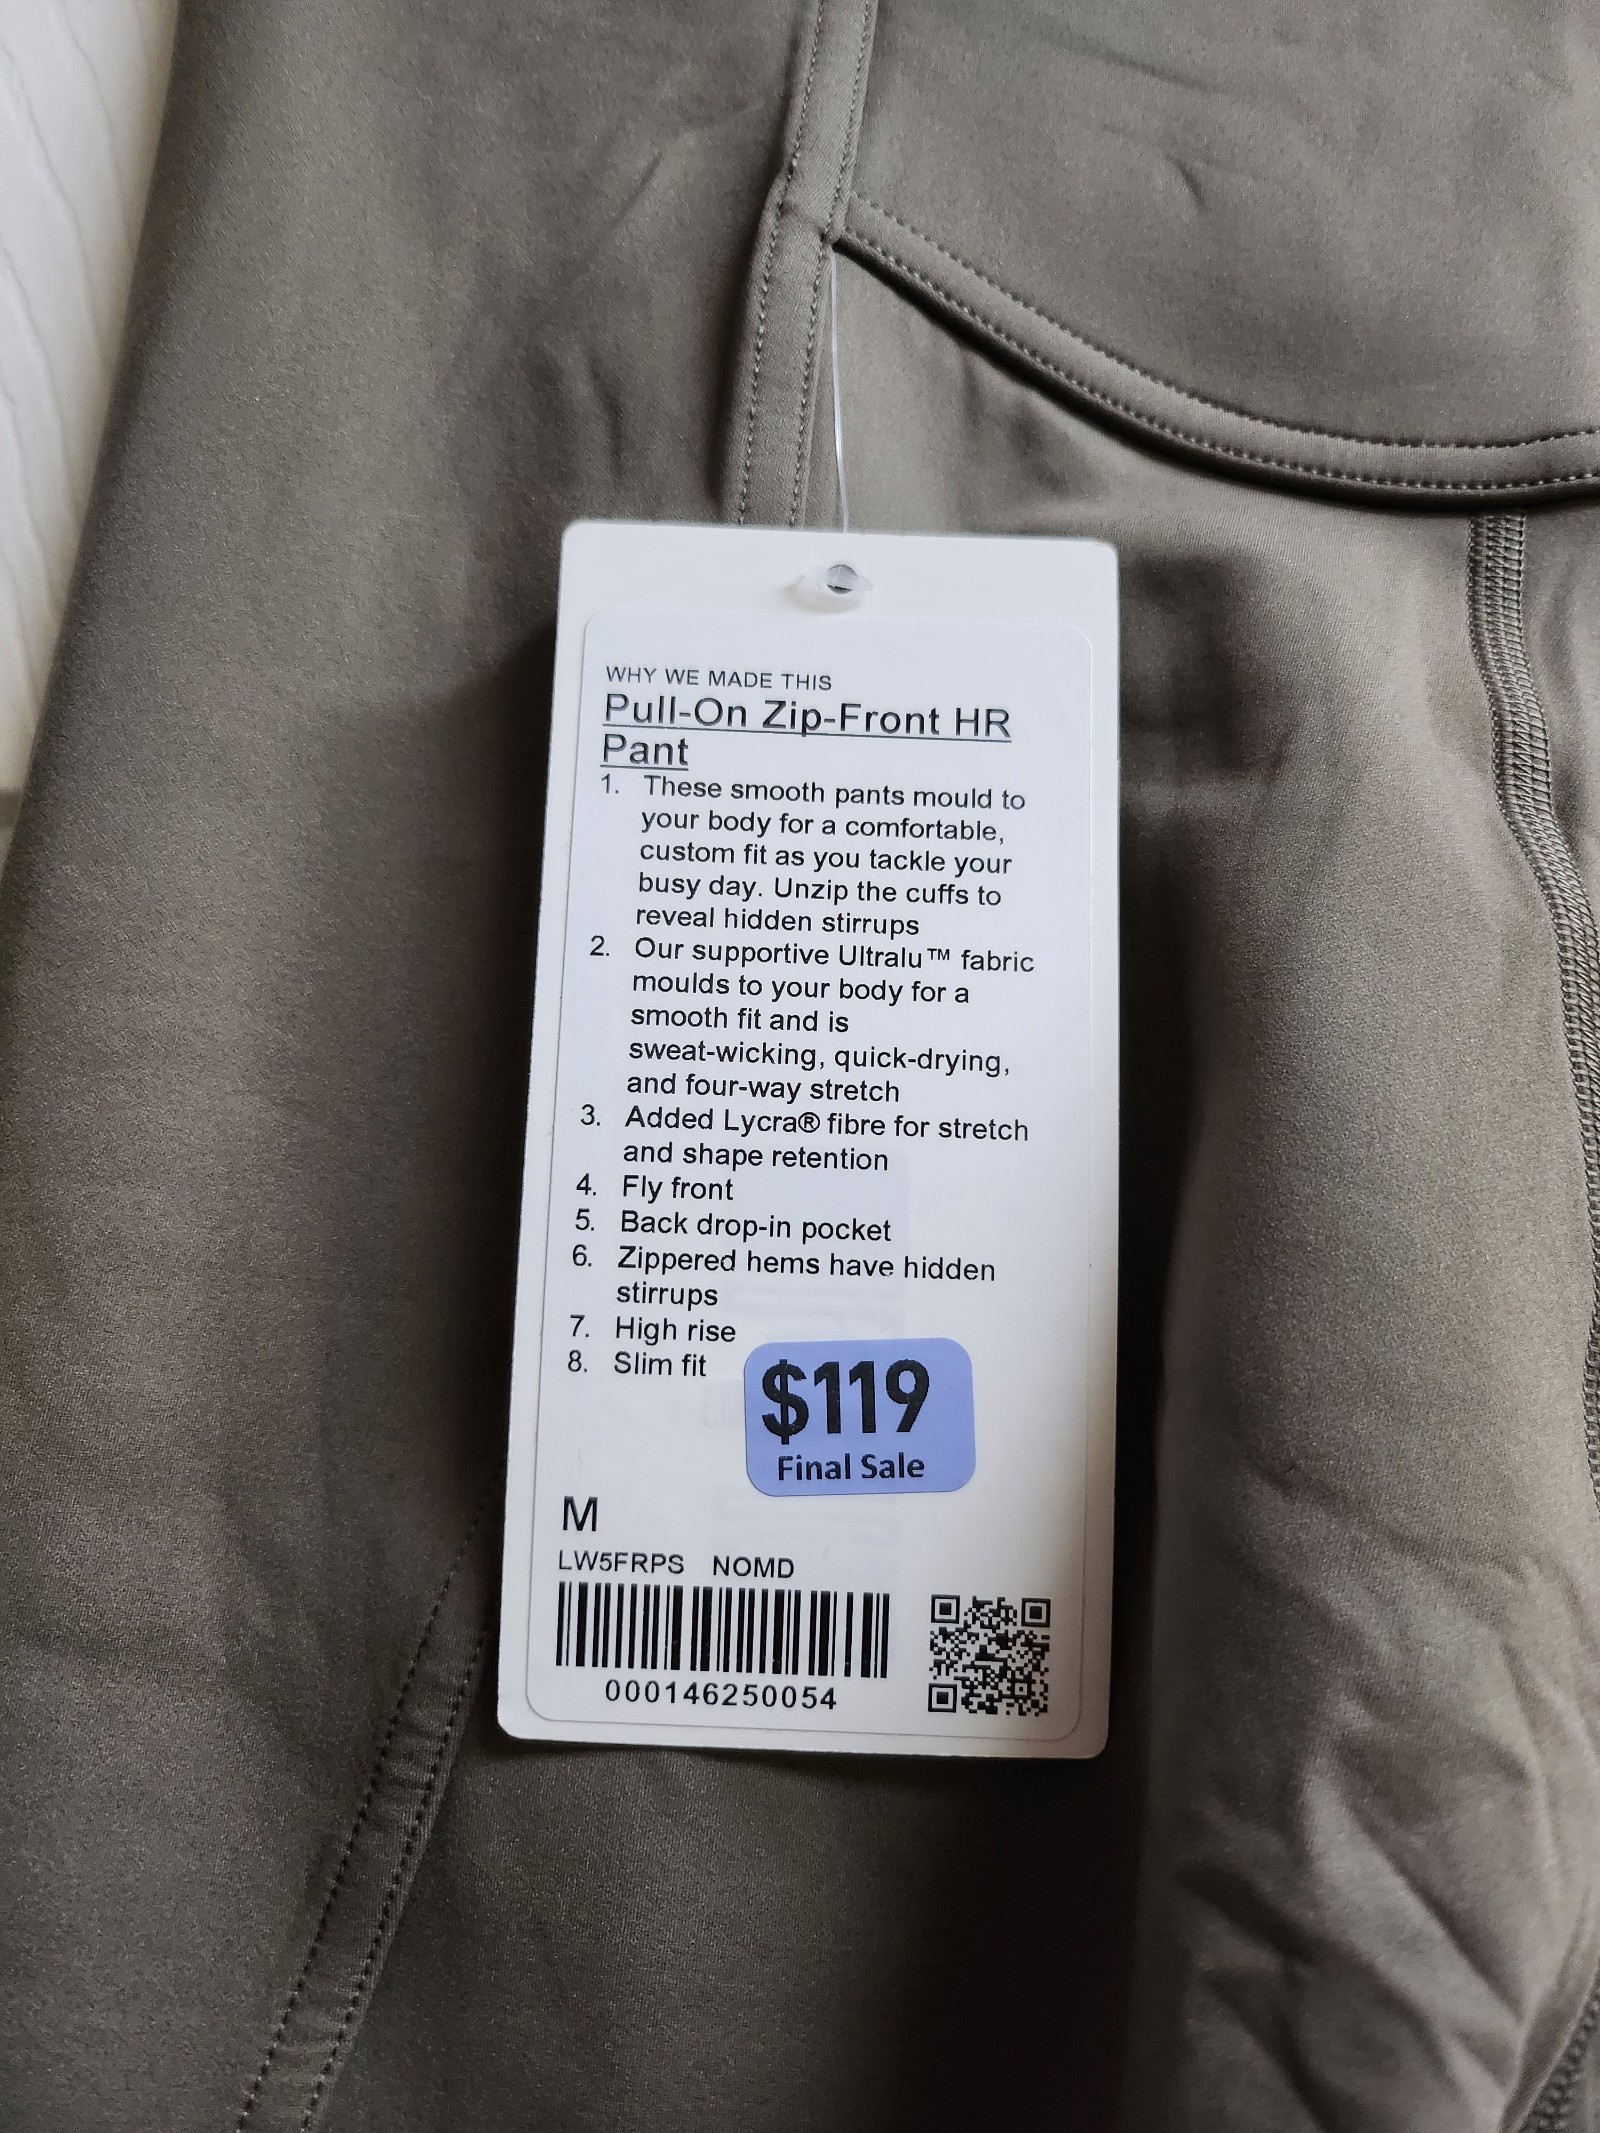 WHY WE MADE THIS
Pull-On Zip-Front HR
Pant
1. These smooth pants mould to
your body for a comfortable,
custom fit as you tackle your
busy day. Unzip the cuffs to
reveal hidden stirrups
2. Our supportive Ultralu™ fabric
moulds to your body for a
smooth fit and is
sweat-wicking, quick-drying,
and four-way stretch
3. Added Lycra® fibre for stretch
and shape retention
4. Fly front
5. Back drop-in pocket
6. Zippered hems have hidden
stirrups
7. High rise
8. Slim fit
$119
Final Sale
M
LW5FRPS NOMD
000146250054